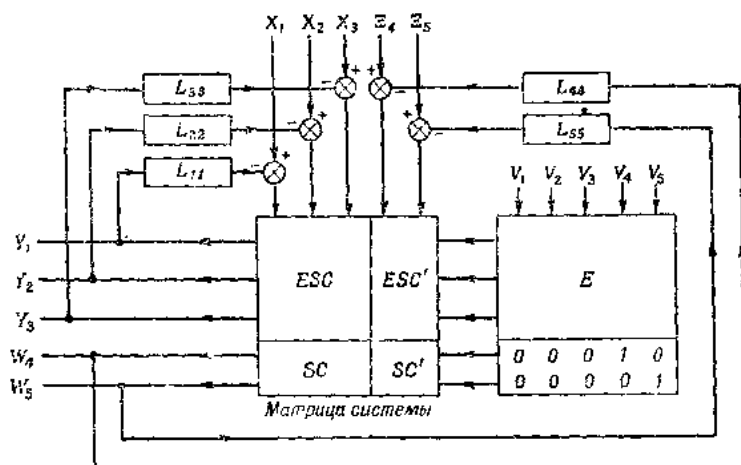 X₁ X₂ X₃ Ξ₄ Ξ₅
+ + + +
− −
L₃₃ L₄₄
− + + −
L₂₂ L₅₅
− +
L₁₁
V₁ V₂ V₃ V₄ V₅
Y₁
Y₂ ESC ESC′ E
Y₃
W₄ SC SC′ 0 0 0 1 0
W₅ 0 0 0 0 1
Матрица системы